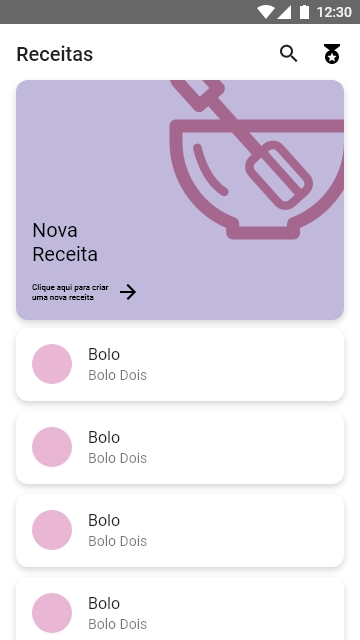 12:30
Receitas
Nova
Receita
Clique aqui para criar
uma nova receita
Bolo
Bolo Dois
Bolo
Bolo Dois
Bolo
Bolo Dois
Bolo
Bolo Dois